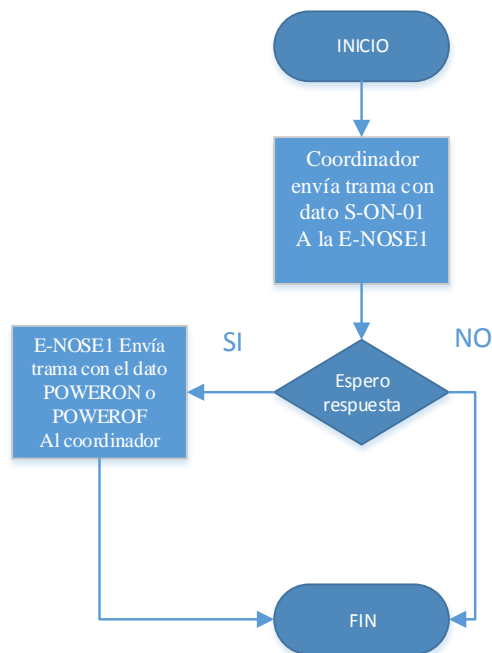 INICIO
Coordinador
envía trama con
dato S-ON-01
A la E-NOSE1
SI
NO
E-NOSE1 Envía
trama con el dato
POWERON o
POWEROF
Al coordinador
Espero
respuesta
FIN